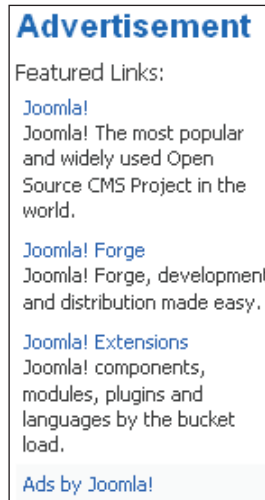 Advertisement
Featured Links:
Joomla!
Joomla! The most popular
and widely used Open
Source CMS Project in the
world.
Joomla! Forge
Joomla! Forge, development
and distribution made easy.
Joomla! Extensions
Joomla! components,
modules, plugins and
languages by the bucket
load.
Ads by Joomla!